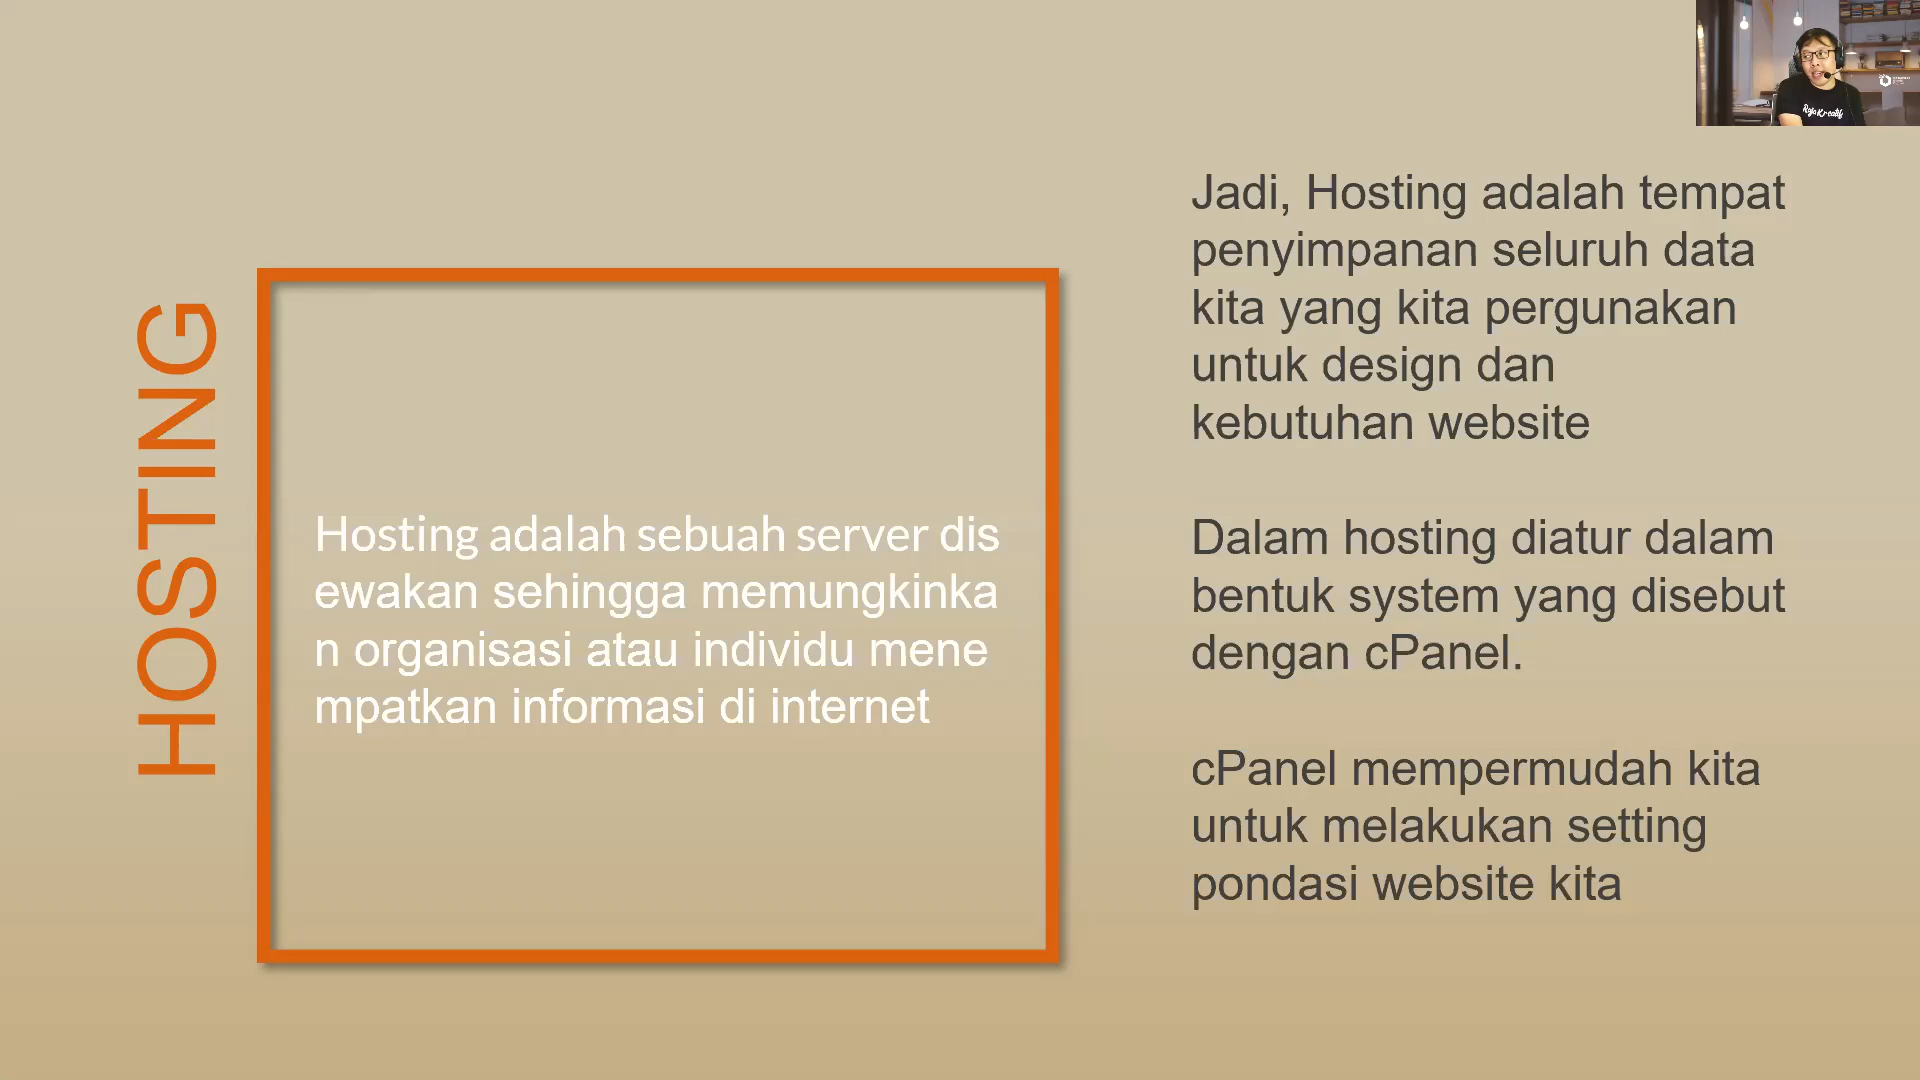 HOSTING
Hosting adalah sebuah server dis
ewakan sehingga memungkinka
n organisasi atau individu mene
mpatkan informasi di internet
Jadi, Hosting adalah tempat
penyimpanan seluruh data
kita yang kita pergunakan
untuk design dan
kebutuhan website
Dalam hosting diatur dalam
bentuk system yang disebut
dengan cPanel.
cPanel mempermudah kita
untuk melakukan setting
pondasi website kita
RajaKreatif